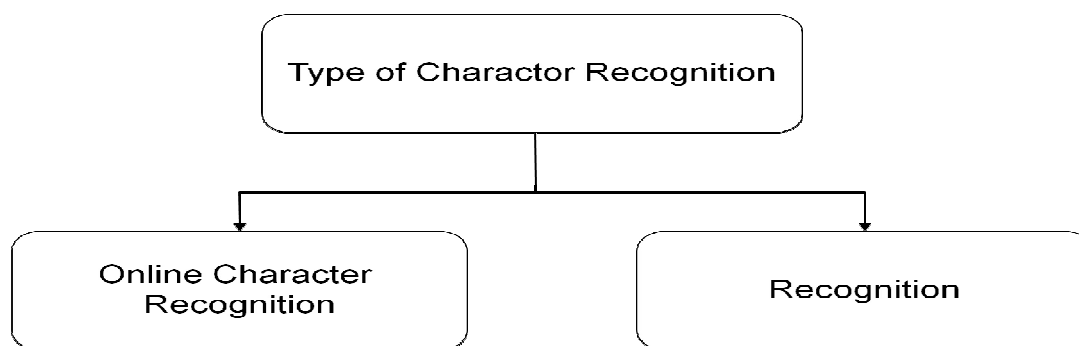 Type of Charactor Recognition
Online Character
Recognition
Recognition